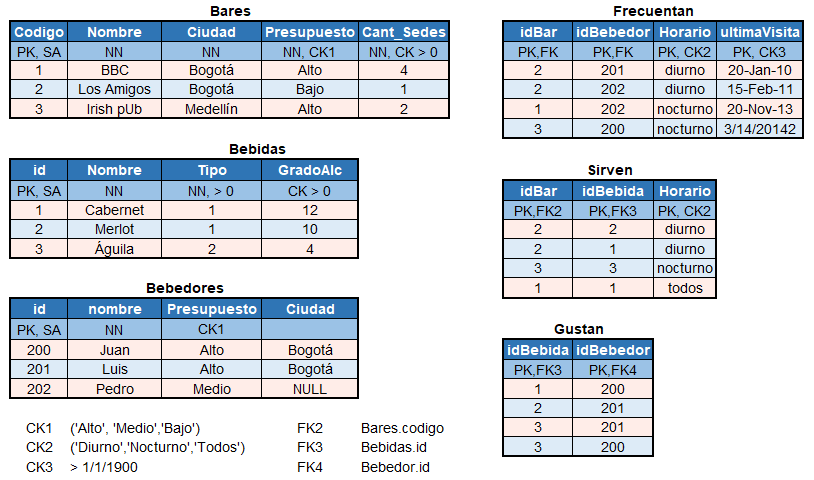 Bares
Codigo Nombre Ciudad Presupuesto Cant_Sedes
PK, SA NN NN NN, CK1 NN, CK > 0
1 BBC Bogotá Alto 4
2 Los Amigos Bogotá Bajo 1
3 Irish pUb Medellín Alto 2
Bebidas
id Nombre Tipo GradoAlc
PK, SA NN NN, > 0 CK > 0
1 Cabernet 1 12
2 Merlot 1 10
3 Águila 2 4
Bebedores
id nombre Presupuesto Ciudad
PK, SA NN CK1
200 Juan Alto Bogotá
201 Luis Alto Bogotá
202 Pedro Medio NULL
CK1 ('Alto', 'Medio','Bajo')
CK2 ('Diurno','Nocturno','Todos')
CK3 > 1/1/1900
FK2 Bares.codigo
FK3 Bebidas.id
FK4 Bebedor.id
Frecuentan
idBar idBebedor Horario ultimaVisita
PK,FK PK,FK PK, CK2 PK, CK3
2 201 diurno 20-Jan-10
2 202 diurno 15-Feb-11
1 202 nocturno 20-Nov-13
3 200 nocturno 3/14/20142
Sirven
idBar idBebida Horario
PK,FK2 PK,FK3 PK, CK2
2 2 diurno
2 1 diurno
3 3 nocturno
1 1 todos
Gustan
idBebida idBebedor
PK,FK3 PK,FK4
1 200
2 201
3 201
3 200